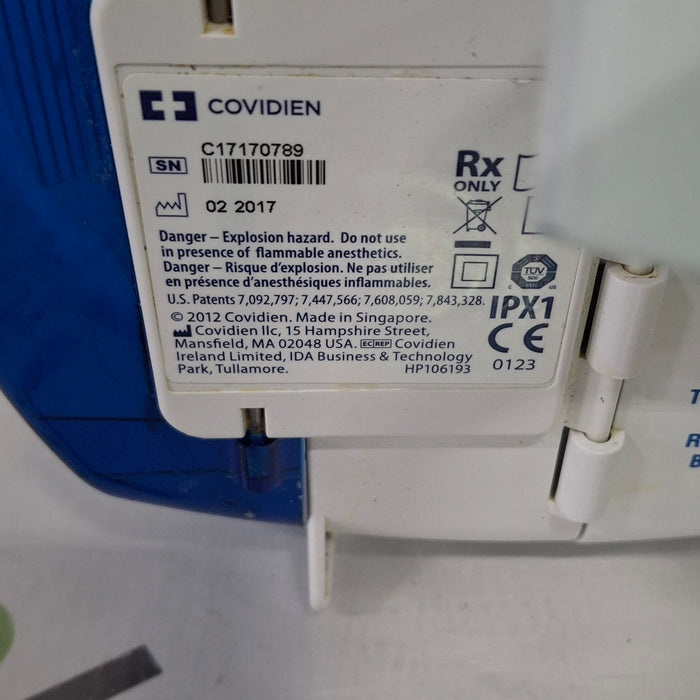 COVIDIEN
SN C17170789
02 2017
Rx
ONLY
Danger – Explosion hazard. Do not use
in presence of flammable anesthetics.
Danger – Risque d'explosion. Ne pas utiliser
en présence d'anesthésiques inflammables.
U.S. Patents 7,092,797; 7,447,566; 7,608,059; 7,843,328.
© 2012 Covidien. Made in Singapore.
Covidien llc, 15 Hampshire Street,
Mansfield, MA 02048 USA. EC REP Covidien
Ireland Limited, IDA Business & Technology
Park, Tullamore.
HP106193
TÜV
C US
IPX1
CE
0123
T
R
B